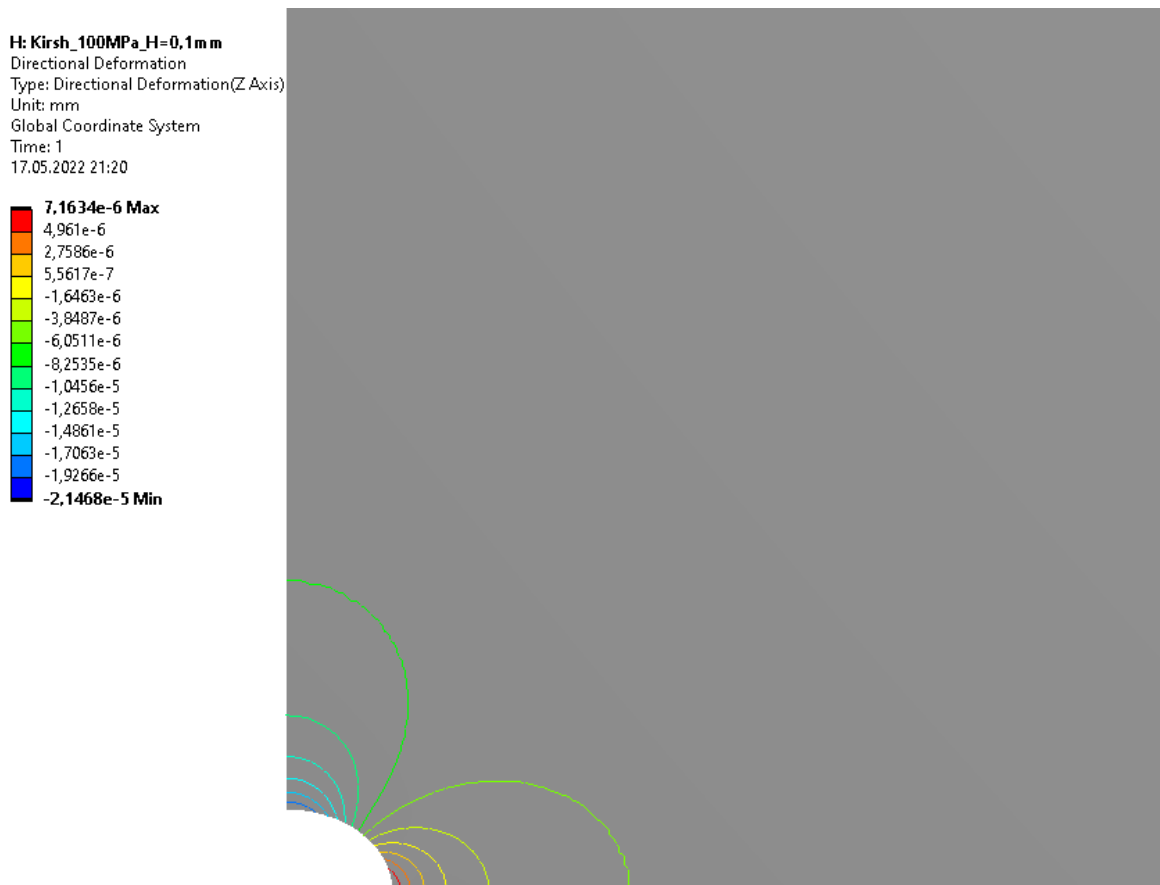 H: Kirsh_100MPa_H=0,1mm
Directional Deformation
Type: Directional Deformation(Z Axis)
Unit: mm
Global Coordinate System
Time: 1
17.05.2022 21:20
7,1634e-6 Max
4,961e-6
2,7586e-6
5,5617e-7
-1,6463e-6
-3,8487e-6
-6,0511e-6
-8,2535e-6
-1,0456e-5
-1,2658e-5
-1,4861e-5
-1,7063e-5
-1,9266e-5
-2,1468e-5 Min